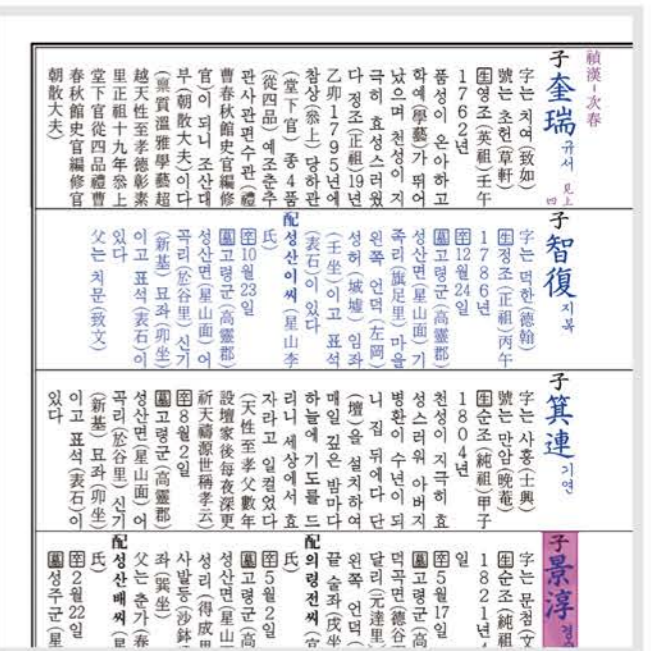 禎漢-次春
子 奎瑞 규서 見上四
字는 치여(致如)
號는 초헌(草軒)
生영조(英祖)壬午
1762년
품성이 온아하고
학예(學藝)가 뛰어
났으며 천성이 지
극히 효성스러웠
다 정조(正祖)19년
乙卯1795년에
참상(叅上) 당하관
(堂下官) 종4품
(從四品) 예조춘추
관사관편수관(禮
曹春秋館史官編修
官)이 되니 조산대
부(朝散大夫)이다
(禀質溫雅學藝超
越天性至孝德彰素
里正祖十九年叅上
堂下官從四品禮曹
春秋館史官編修官
朝散大夫)
子 智復 지복
字는 덕한(德翰)
生정조(正祖)丙午
1786년
卒12월24일
墓고령군(高靈郡)
성산면(星山面) 기
족리(旗足里) 마을
왼쪽 언덕(左岡)
성허(城墟) 임좌
(壬坐)이고 표석
(表石)이 있다
配성산이씨(星山李
氏)
卒10월23일
墓고령군(高靈郡)
성산면(星山面) 어
곡리(於谷里) 신기
(新基) 묘좌(卯坐)
이고 표석(表石)이
있다
父는 치문(致文)
子 箕連 기연
字는 사흥(士興)
號는 만암(晩菴)
生순조(純祖)甲子
1804년
천성이 지극히 효
성스러워 아버지
병환이 수년이 되
니 집 뒤에다 단
(壇)을 설치하여
매일 깊은 밤마다
하늘에 기도를 드
리니 세상에서 효
자라고 일컬었다
(天性至孝父數年
設壇家後每夜深更
祈天禱源世稱孝云)
卒8월2일
墓고령군(高靈郡)
성산면(星山面) 어
곡리(於谷里) 신기
(新基) 묘좌(卯坐)
이고 표석(表石)이
있다
子 景淳
字는 문첨(文
生순조(純祖
1821년
일
卒5월17일
墓고령군(高
덕곡면(德谷
달리(元達里
왼쪽 언덕(
끝 술좌(戌坐
配의령전씨(宜
氏)
卒5월2일
墓고령군(高
성산면(星山
성리(得成里
사발등(沙鉢
좌(巽坐)
父는 춘가(春
配성산배씨(星
氏)
卒2월22일
墓성주군(星